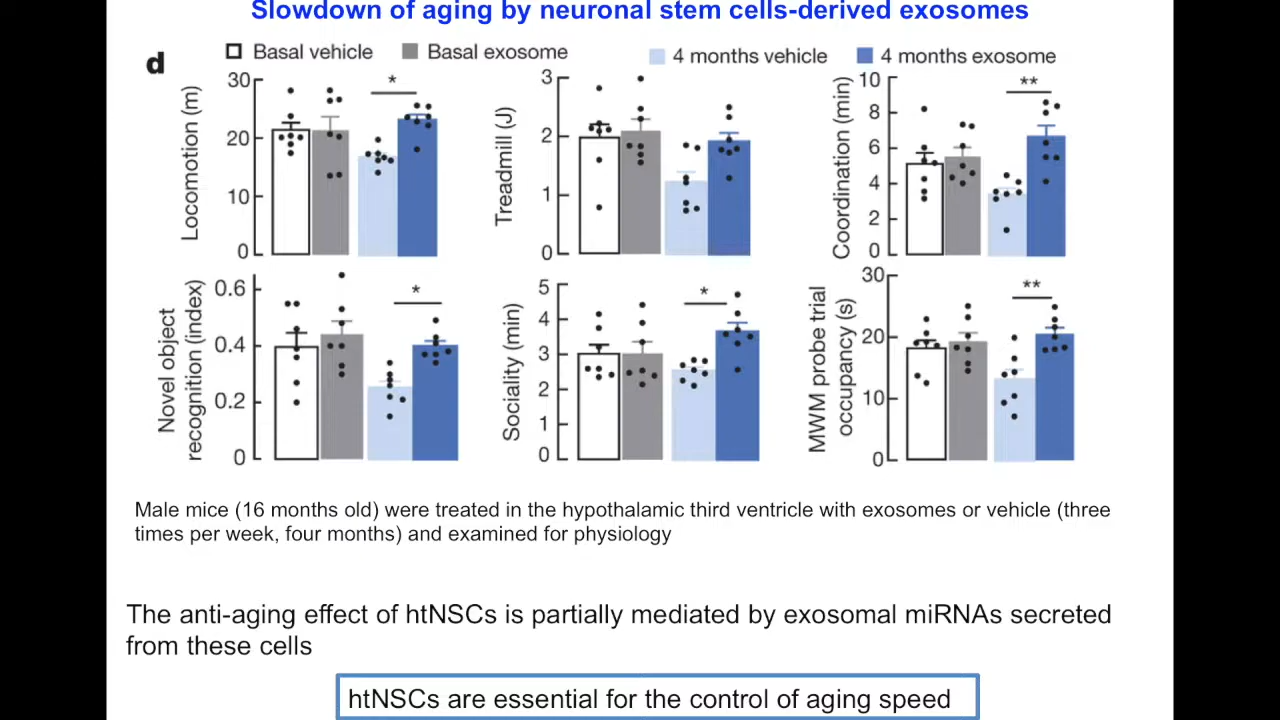 Slowdown of aging by neuronal stem cells-derived exosomes
d
Basal vehicle
Basal exosome
4 months vehicle
4 months exosome
Locomotion (m)
30
20
10
0
*
Treadmill (J)
3
2
1
0
Coordination (min)
10
8
6
4
2
0
**
Novel object
recognition (index)
0.6
0.4
0.2
0
*
Sociality (min)
5
4
3
2
1
0
*
MWM probe trial
occupancy (s)
30
20
10
0
**
Male mice (16 months old) were treated in the hypothalamic third ventricle with exosomes or vehicle (three
times per week, four months) and examined for physiology
The anti-aging effect of htNSCs is partially mediated by exosomal miRNAs secreted
from these cells
htNSCs are essential for the control of aging speed